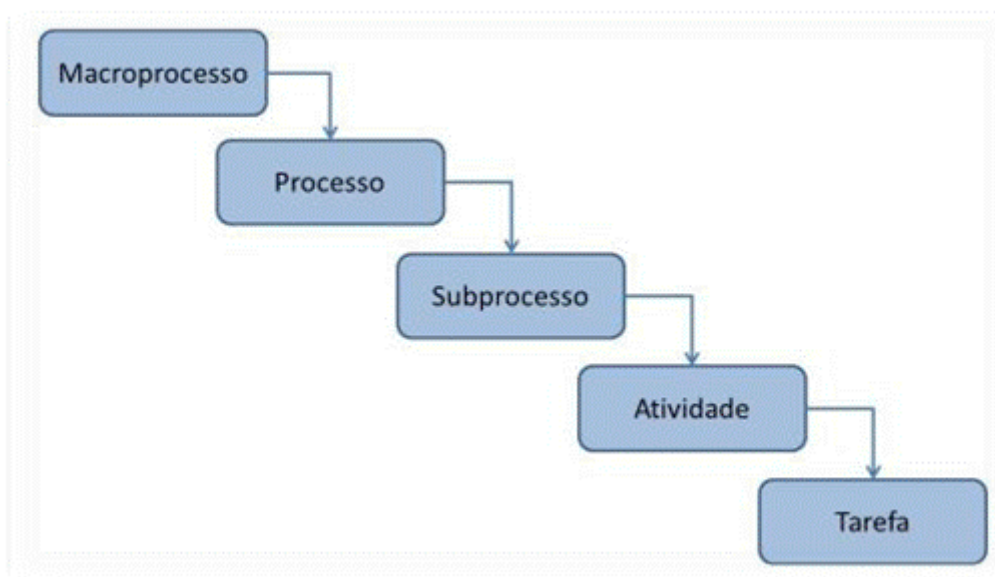 Macroprocesso
Processo
Subprocesso
Atividade
Tarefa